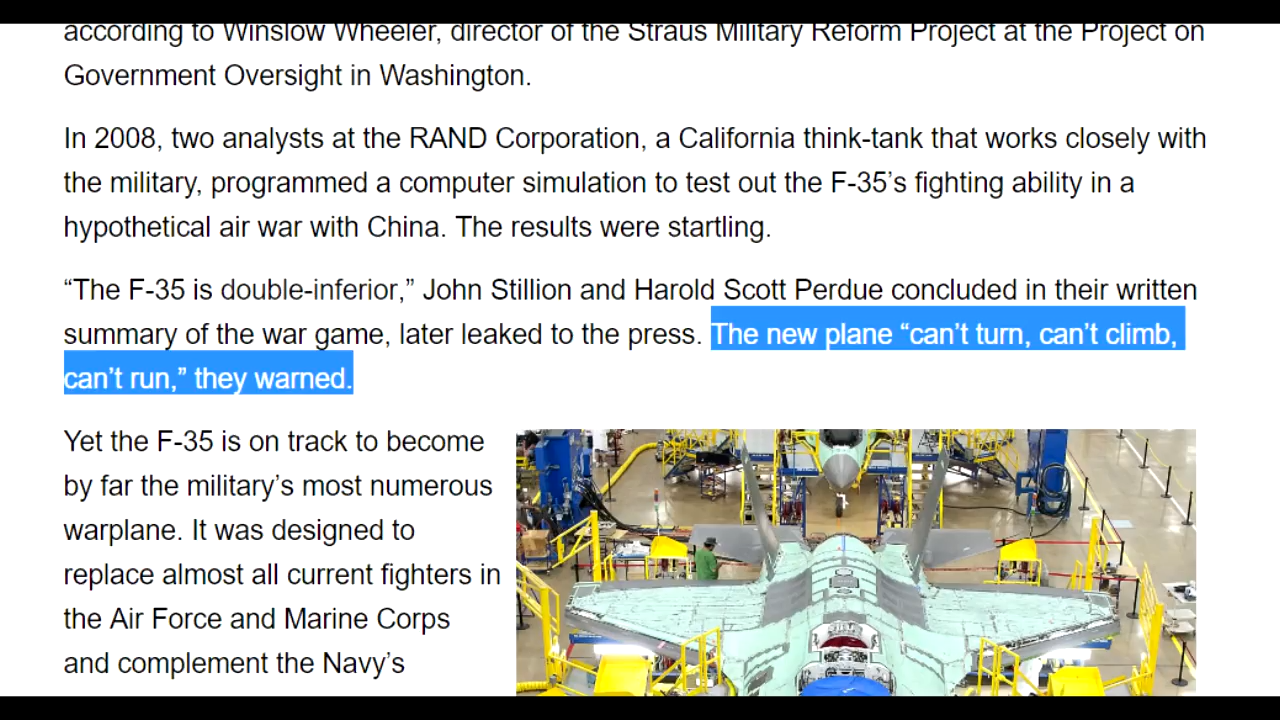 according to Winslow Wheeler, director of the Straus Military Reform Project at the Project on
Government Oversight in Washington.
In 2008, two analysts at the RAND Corporation, a California think-tank that works closely with
the military, programmed a computer simulation to test out the F-35’s fighting ability in a
hypothetical air war with China. The results were startling.
“The F-35 is double-inferior,” John Stillion and Harold Scott Perdue concluded in their written
summary of the war game, later leaked to the press. The new plane “can’t turn, can’t climb,
can’t run,” they warned.
Yet the F-35 is on track to become
by far the military’s most numerous
warplane. It was designed to
replace almost all current fighters in
the Air Force and Marine Corps
and complement the Navy’s